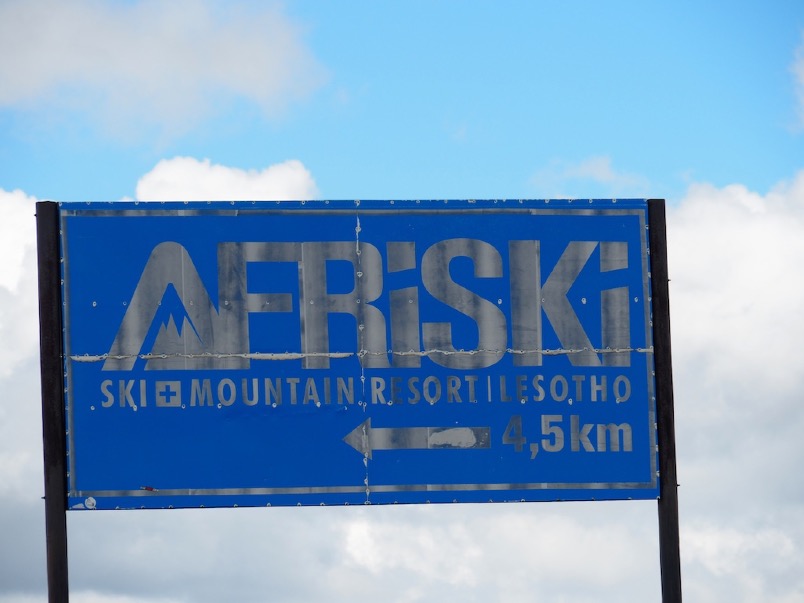 AFRiSKi
SKI + MOUNTAIN RESORT | LESOTHO
4,5km